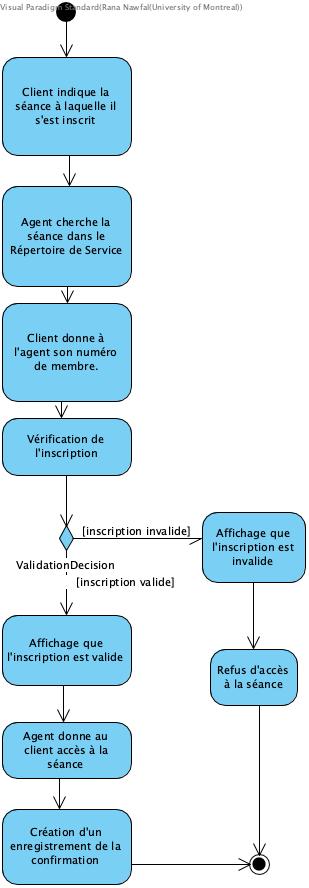 Visual Paradigm Standard(Rana Nawfal(University of Montreal))
Client indique la
séance à laquelle il
s'est inscrit
Agent cherche la
séance dans le
Répertoire de Service
Client donne à
l'agent son numéro
de membre.
Vérification de
l'inscription
[inscription invalide]
Affichage que
l'inscription est
invalide
ValidationDecision
[inscription valide]
Affichage que
l'inscription est valide
Refus d'accès
à la séance
Agent donne au
client accès à la
séance
Création d'un
enregistrement de la
confirmation